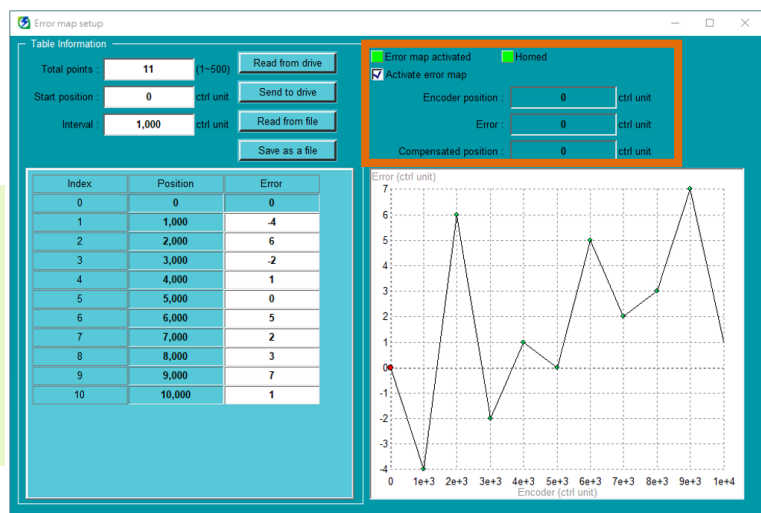 Error map setup
Table Information
Total points : 11 (1~500) Read from drive
Start position : 0 ctrl unit Send to drive
Interval : 1,000 ctrl unit Read from file
Save as a file
Error map activated Homed
Activate error map
Encoder position : 0 ctrl unit
Error : 0 ctrl unit
Compensated position : 0 ctrl unit
Index Position Error
0 0 0
1 1,000 -4
2 2,000 6
3 3,000 -2
4 4,000 1
5 5,000 0
6 6,000 5
7 7,000 2
8 8,000 3
9 9,000 7
10 10,000 1
Error (ctrl unit)
7
6
5
4
3
2
1
0
-1
-2
-3
-4
0 1e+3 2e+3 3e+3 4e+3 5e+3 6e+3 7e+3 8e+3 9e+3 1e+4
Encoder (ctrl unit)